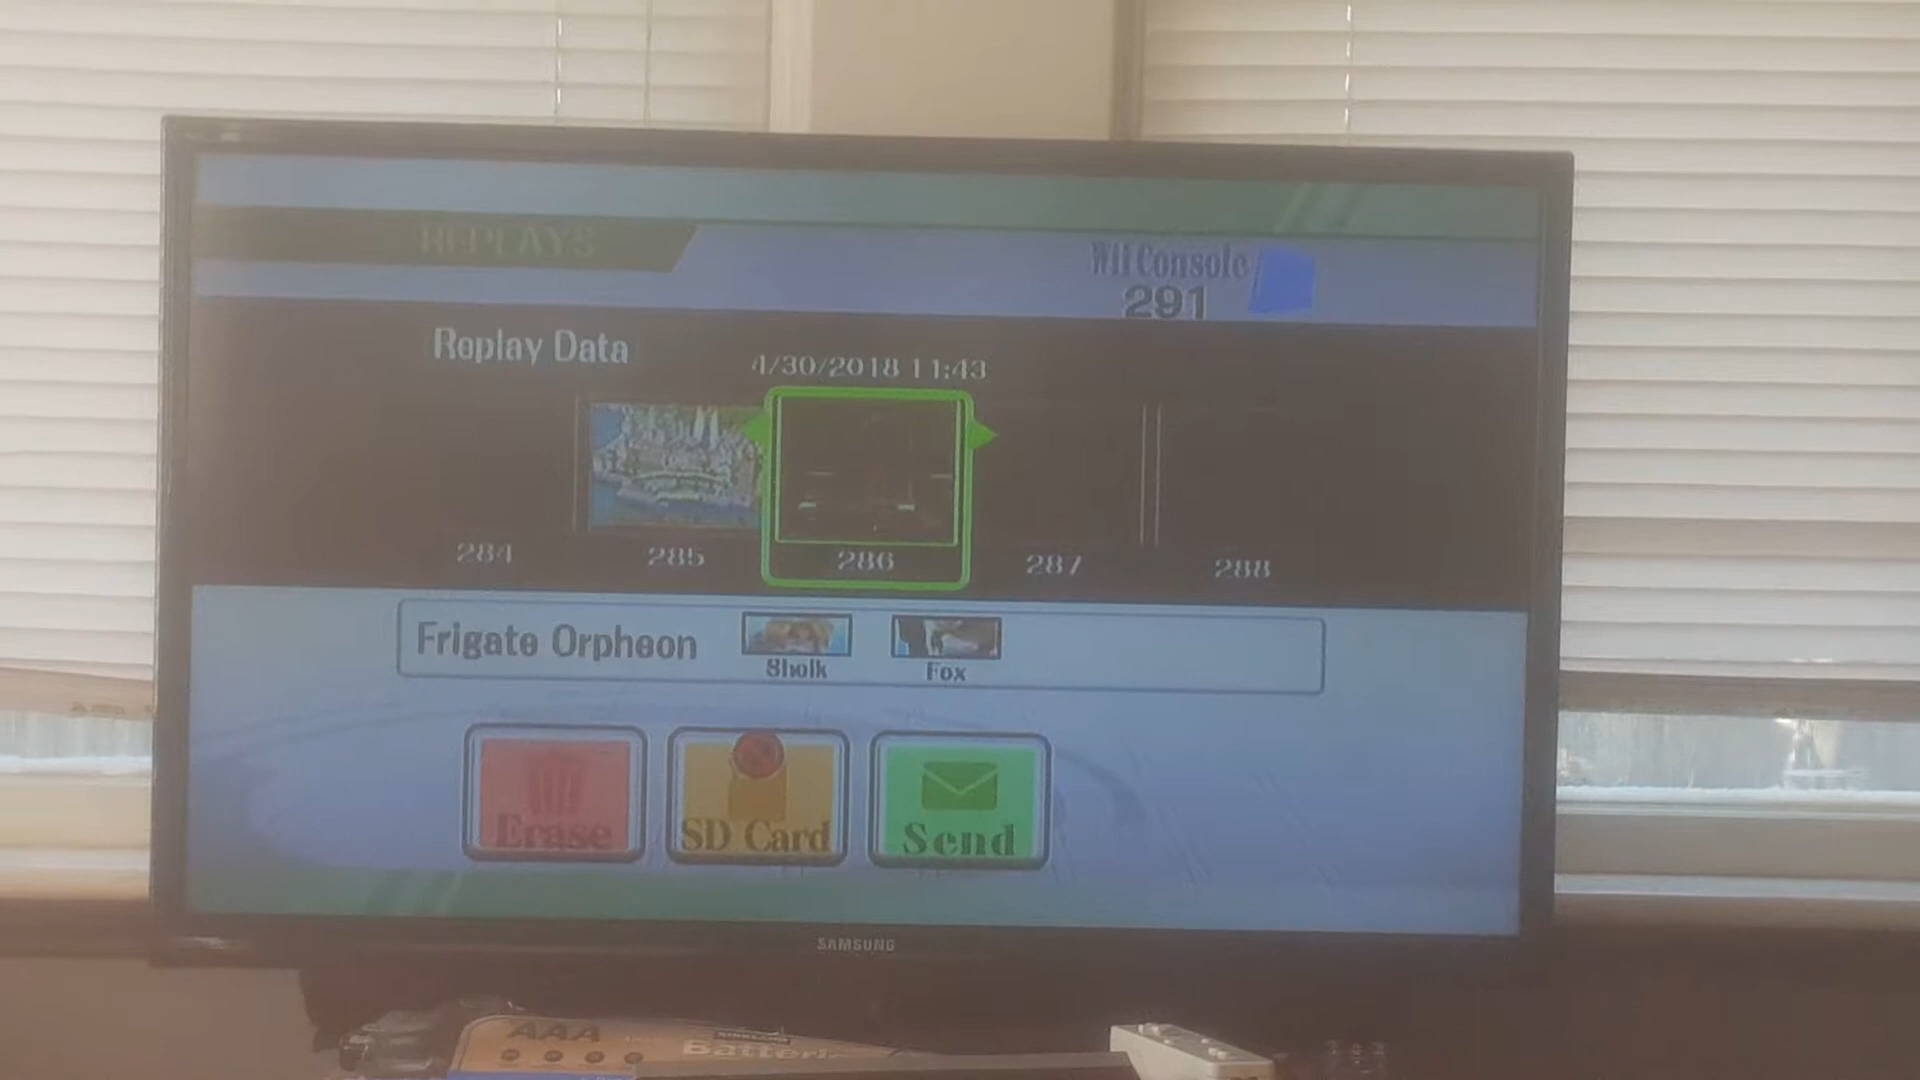 REPLAYS
Wii Console
291
Replay Data
4/30/2018 11:43
284
285
286
287
288
Frigate Orpheon
Sheik
Fox
Erase
SD Card
Send
SAMSUNG
AAA